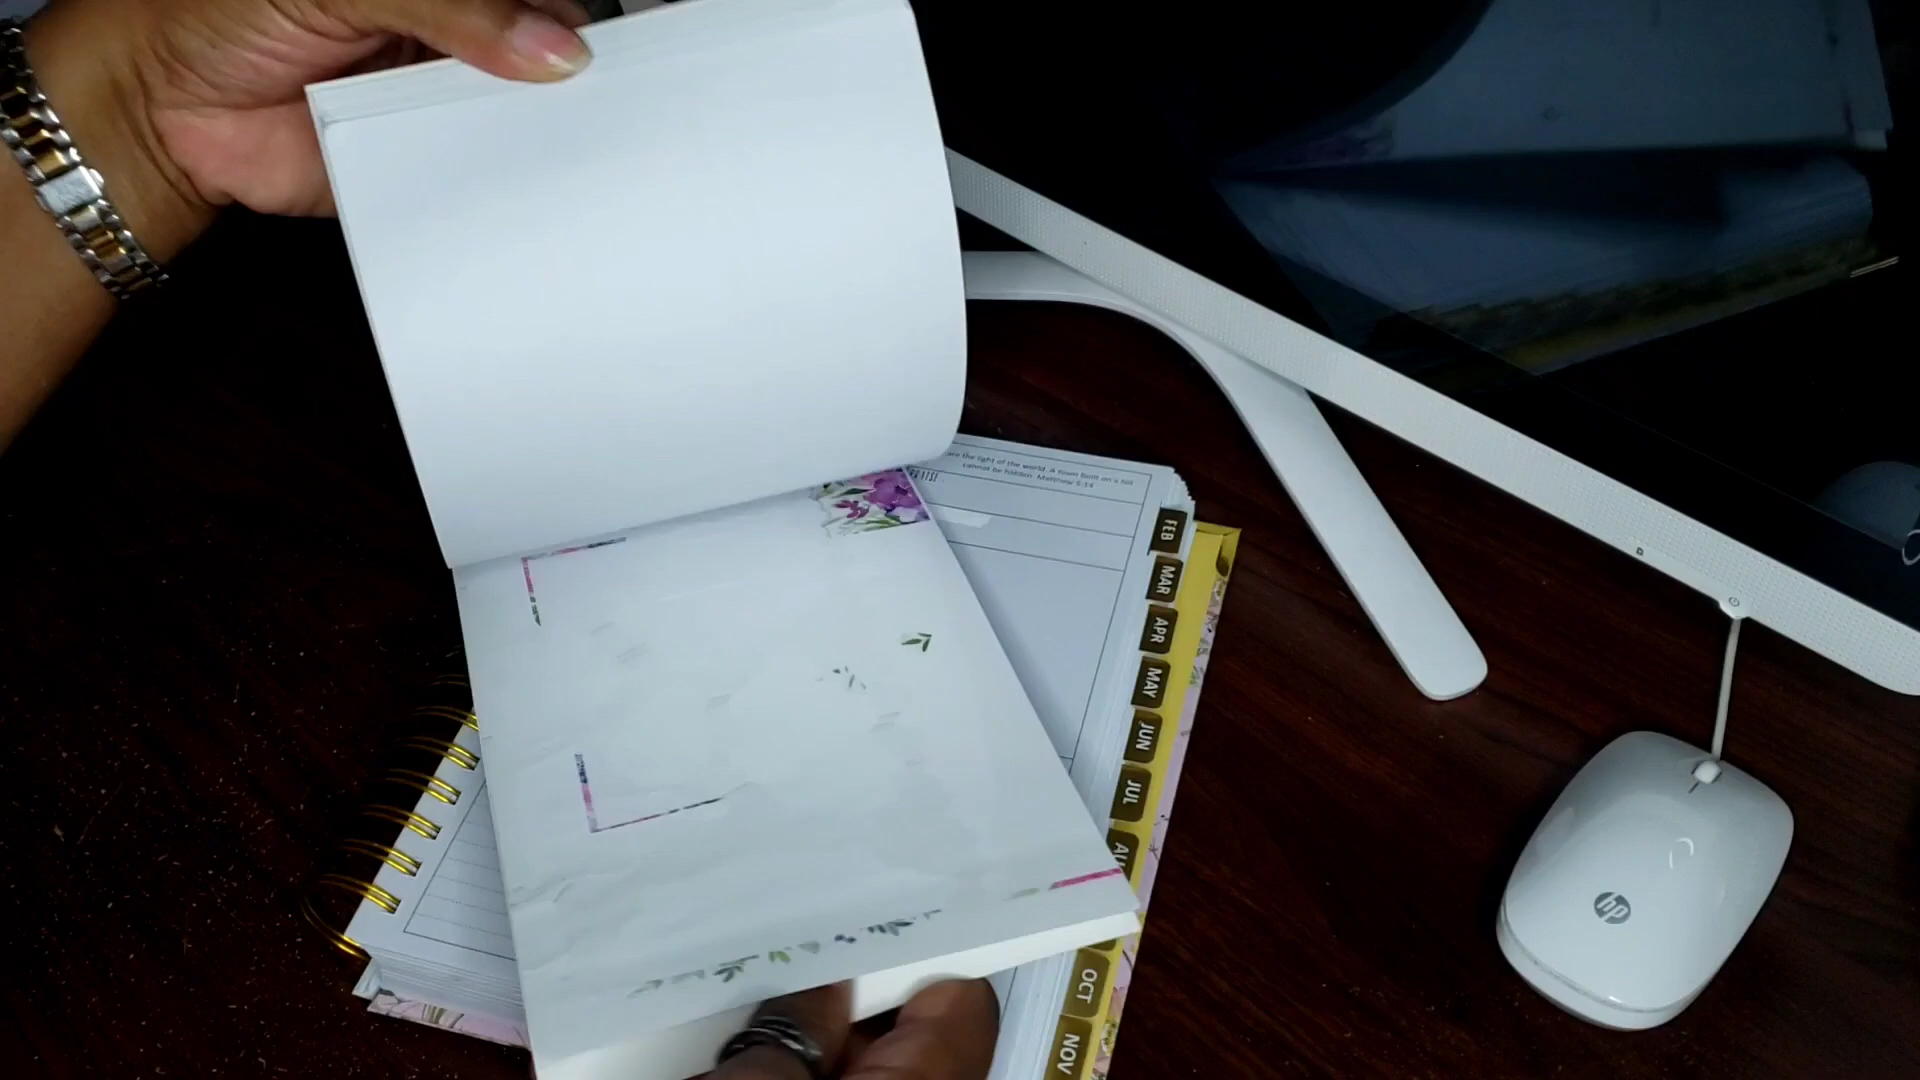 are the light of the world. A town built on a hill
cannot be hidden. Matthew 5:14
FEB
MAR
APR
MAY
JUN
JUL
OCT
NOV
hp